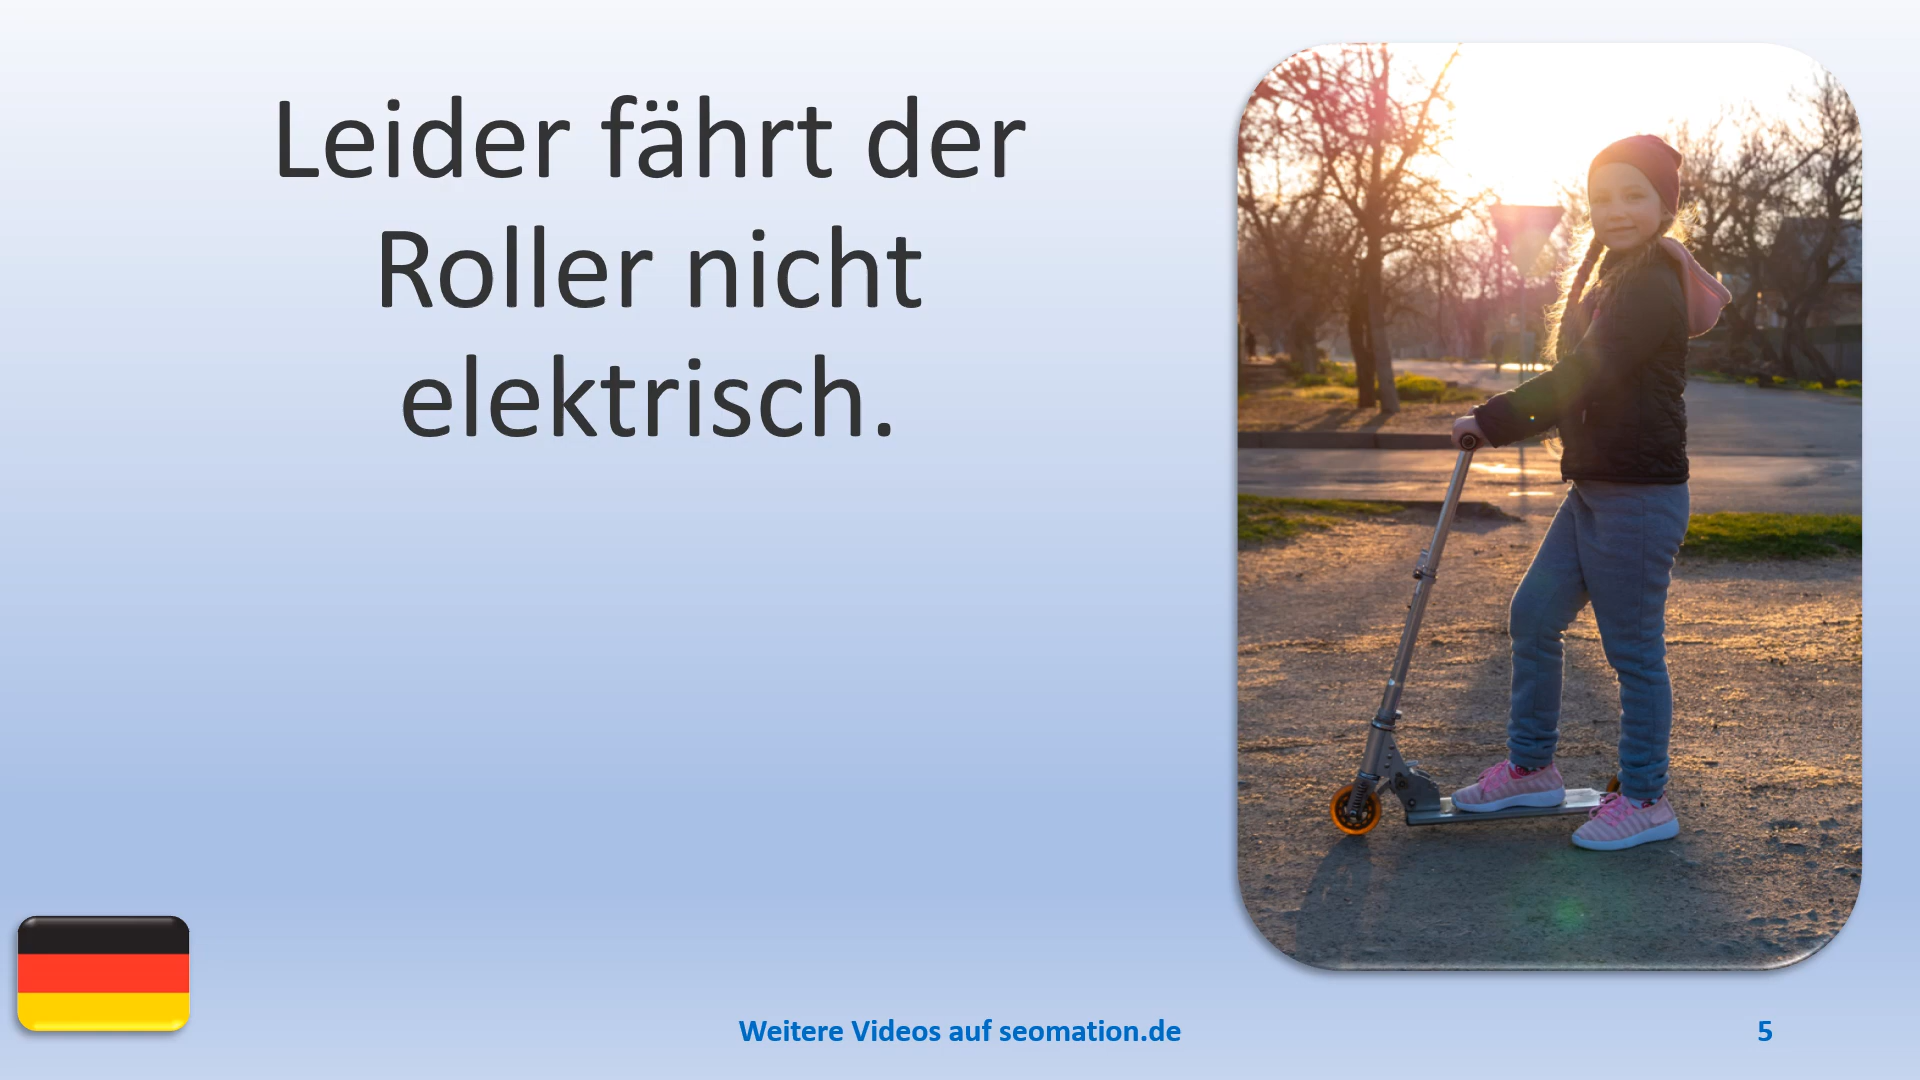 Leider fährt der
Roller nicht
elektrisch.
Weitere Videos auf seomation.de
5